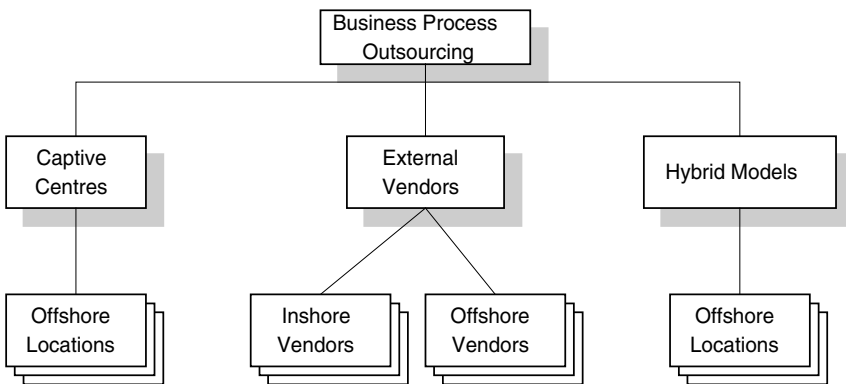 Business Process
Outsourcing
Captive
Centres
External
Vendors
Hybrid Models
Offshore
Locations
Inshore
Vendors
Offshore
Vendors
Offshore
Locations